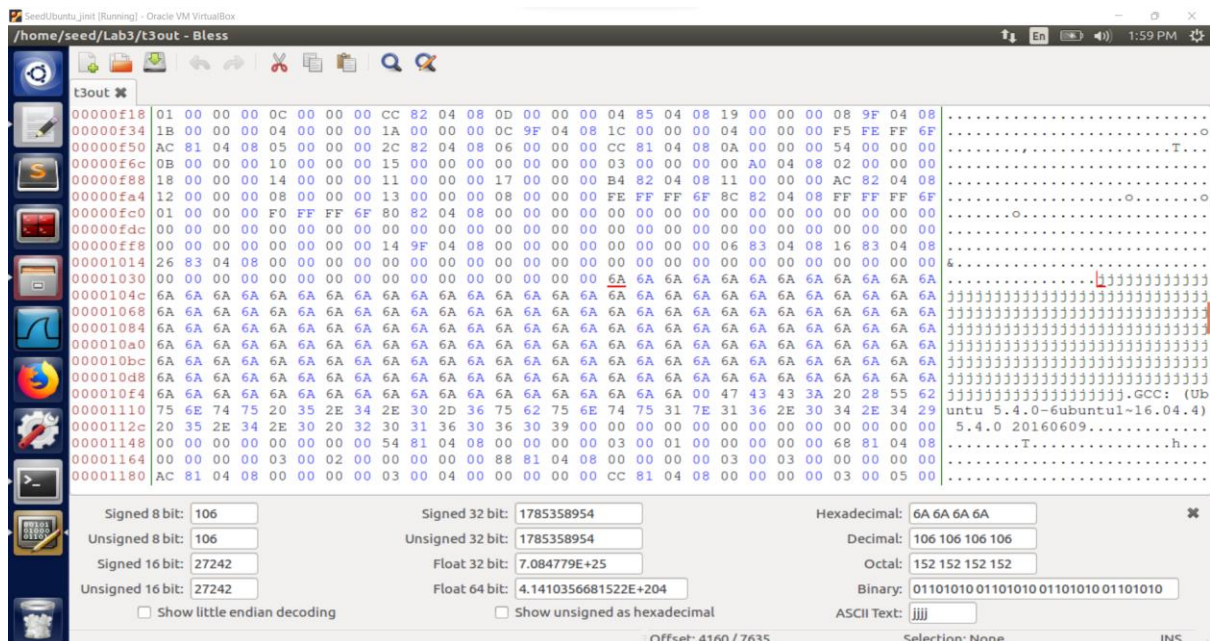 SeedUbuntu_jinit [Running] - Oracle VM VirtualBox
/home/seed/Lab3/t3out - Bless En 1:59 PM
t3out
00000f18 01 00 00 00 0C 00 00 00 CC 82 04 08 0D 00 00 00 04 85 04 08 19 00 00 00 08 9F 04 08 ............................
00000f34 1B 00 00 00 04 00 00 00 1A 00 00 00 0C 9F 04 08 1C 00 00 00 04 00 00 00 F5 FE FF 6F ...........................o
00000f50 AC 81 04 08 05 00 00 00 2C 82 04 08 06 00 00 00 CC 81 04 08 0A 00 00 00 54 00 00 00 ........,...............T...
00000f6c 0B 00 00 00 10 00 00 00 15 00 00 00 00 00 00 00 03 00 00 00 00 A0 04 08 02 00 00 00 ............................
00000f88 18 00 00 00 14 00 00 00 11 00 00 00 17 00 00 00 B4 82 04 08 11 00 00 00 AC 82 04 08 ............................
00000fa4 12 00 00 00 08 00 00 00 13 00 00 00 08 00 00 00 FE FF FF 6F 8C 82 04 08 FF FF FF 6F ...................o.......o
00000fc0 01 00 00 00 F0 FF FF 6F 80 82 04 08 00 00 00 00 00 00 00 00 00 00 00 00 00 00 00 00 .......o....................
00000fdc 00 00 00 00 00 00 00 00 00 00 00 00 00 00 00 00 00 00 00 00 00 00 00 00 00 00 00 00 ............................
00000ff8 00 00 00 00 00 00 00 00 14 9F 04 08 00 00 00 00 00 00 00 00 06 83 04 08 16 83 04 08 ............................
00001014 26 83 04 08 00 00 00 00 00 00 00 00 00 00 00 00 00 00 00 00 00 00 00 00 00 00 00 00 &...........................
00001030 00 00 00 00 00 00 00 00 00 00 00 00 00 00 00 00 6A 6A 6A 6A 6A 6A 6A 6A 6A 6A 6A 6A ................jjjjjjjjjjjj
0000104c 6A 6A 6A 6A 6A 6A 6A 6A 6A 6A 6A 6A 6A 6A 6A 6A 6A 6A 6A 6A 6A 6A 6A 6A 6A 6A 6A 6A jjjjjjjjjjjjjjjjjjjjjjjjjjjj
00001068 6A 6A 6A 6A 6A 6A 6A 6A 6A 6A 6A 6A 6A 6A 6A 6A 6A 6A 6A 6A 6A 6A 6A 6A 6A 6A 6A 6A jjjjjjjjjjjjjjjjjjjjjjjjjjjj
00001084 6A 6A 6A 6A 6A 6A 6A 6A 6A 6A 6A 6A 6A 6A 6A 6A 6A 6A 6A 6A 6A 6A 6A 6A 6A 6A 6A 6A jjjjjjjjjjjjjjjjjjjjjjjjjjjj
000010a0 6A 6A 6A 6A 6A 6A 6A 6A 6A 6A 6A 6A 6A 6A 6A 6A 6A 6A 6A 6A 6A 6A 6A 6A 6A 6A 6A 6A jjjjjjjjjjjjjjjjjjjjjjjjjjjj
000010bc 6A 6A 6A 6A 6A 6A 6A 6A 6A 6A 6A 6A 6A 6A 6A 6A 6A 6A 6A 6A 6A 6A 6A 6A 6A 6A 6A 6A jjjjjjjjjjjjjjjjjjjjjjjjjjjj
000010d8 6A 6A 6A 6A 6A 6A 6A 6A 6A 6A 6A 6A 6A 6A 6A 6A 6A 6A 6A 6A 6A 6A 6A 6A 6A 6A 6A 6A jjjjjjjjjjjjjjjjjjjjjjjjjjjj
000010f4 6A 6A 6A 6A 6A 6A 6A 6A 6A 6A 6A 6A 6A 6A 6A 6A 6A 6A 6A 00 47 43 43 3A 20 28 55 62 jjjjjjjjjjjjjjjjjjj.GCC: (Ub
00001110 75 6E 74 75 20 35 2E 34 2E 30 2D 36 75 62 75 6E 74 75 31 7E 31 36 2E 30 34 2E 34 29 untu 5.4.0-6ubuntu1~16.04.4)
0000112c 20 35 2E 34 2E 30 20 32 30 31 36 30 36 30 39 00 00 00 00 00 00 00 00 00 00 00 00 00 5.4.0 20160609.............
00001148 00 00 00 00 00 00 00 00 54 81 04 08 00 00 00 00 03 00 01 00 00 00 00 00 68 81 04 08 ........T...............h...
00001164 00 00 00 00 03 00 02 00 00 00 00 00 88 81 04 08 00 00 00 00 03 00 03 00 00 00 00 00 ............................
00001180 AC 81 04 08 00 00 00 00 03 00 04 00 00 00 00 00 CC 81 04 08 00 00 00 00 03 00 05 00 ............................
Signed 8 bit: 106 Signed 32 bit: 1785358954 Hexadecimal: 6A 6A 6A 6A
Unsigned 8 bit: 106 Unsigned 32 bit: 1785358954 Decimal: 106 106 106 106
Signed 16 bit: 27242 Float 32 bit: 7.084779E+25 Octal: 152 152 152 152
Unsigned 16 bit: 27242 Float 64 bit: 4.14103566815​22E+204 Binary: 01101010 01101010 01101010 01101010
Show little endian decoding Show unsigned as hexadecimal ASCII Text: jjjj
Offset: 4160 / 7635 Selection: None INS